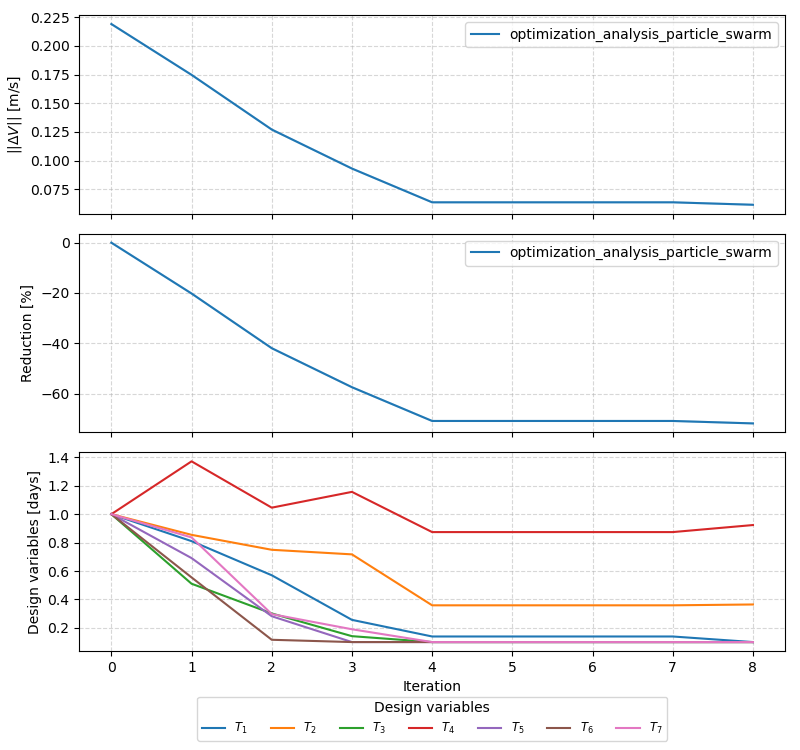 0.225
0.200
0.175
0.150
0.125
0.100
0.075
||ΔV|| [m/s]
optimization_analysis_particle_swarm
0
−20
−40
−60
Reduction [%]
optimization_analysis_particle_swarm
1.4
1.2
1.0
0.8
0.6
0.4
0.2
Design variables [days]
0 1 2 3 4 5 6 7 8
Iteration
Design variables
T₁ T₂ T₃ T₄ T₅ T₆ T₇